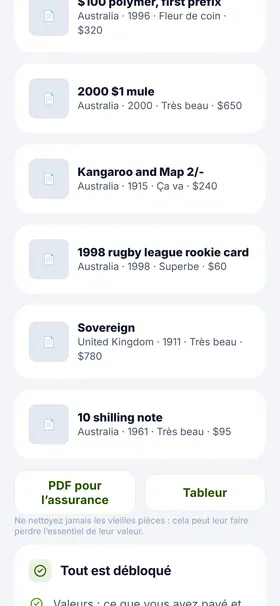 $100 polymer, first prefix
Australia · 1996 · Fleur de coin ·
$320
2000 $1 mule
Australia · 2000 · Très beau · $650
Kangaroo and Map 2/-
Australia · 1915 · Ça va · $240
1998 rugby league rookie card
Australia · 1998 · Superbe · $60
Sovereign
United Kingdom · 1911 · Très beau ·
$780
10 shilling note
Australia · 1961 · Très beau · $95
PDF pour
l’assurance
Tableur
Ne nettoyez jamais les vieilles pièces : cela peut leur faire
perdre l’essentiel de leur valeur.
Tout est débloqué
Valeurs : ce que vous avez payé et